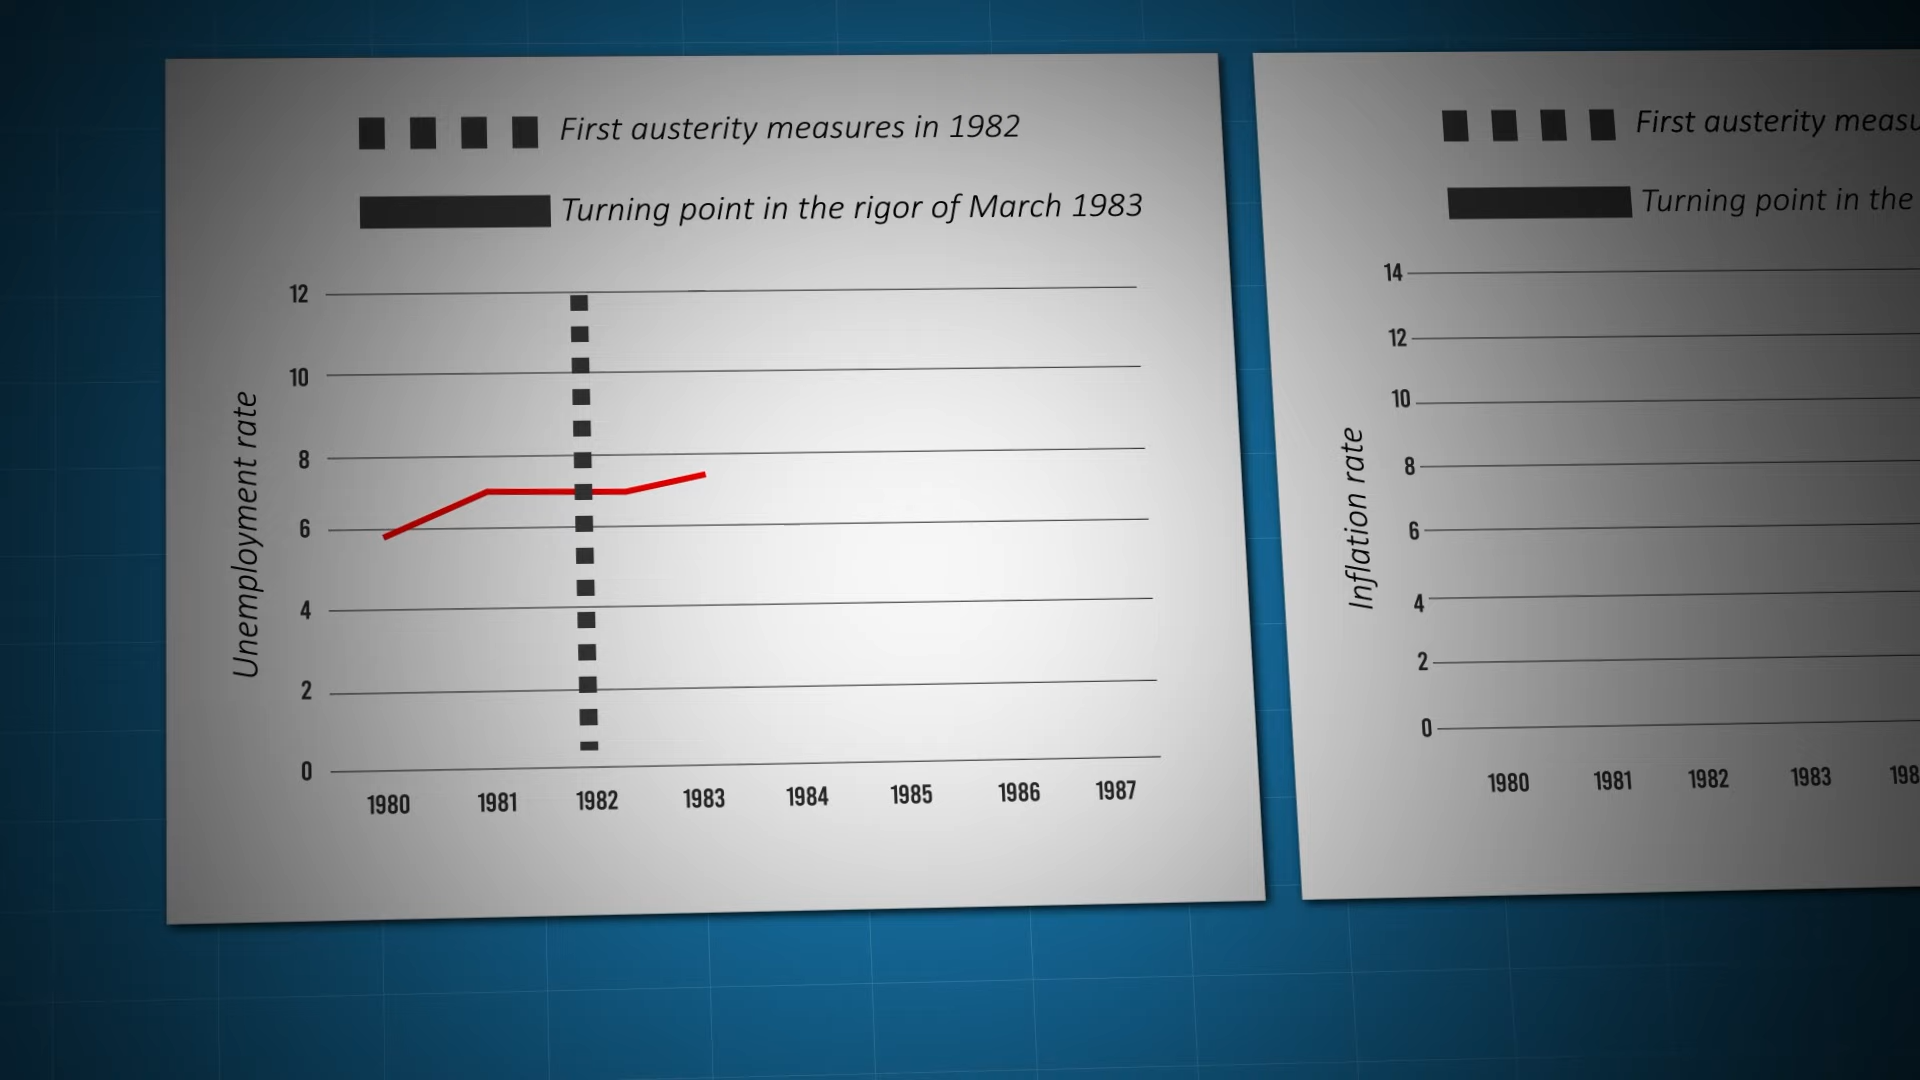 First austerity measures in 1982
Turning point in the rigor of March 1983
Unemployment rate
12
10
8
6
4
2
0
1980 1981 1982 1983 1984 1985 1986 1987
First austerity
Turning point in the
Inflation rate
14
12
10
8
6
4
2
0
1980 1981 1982 1983